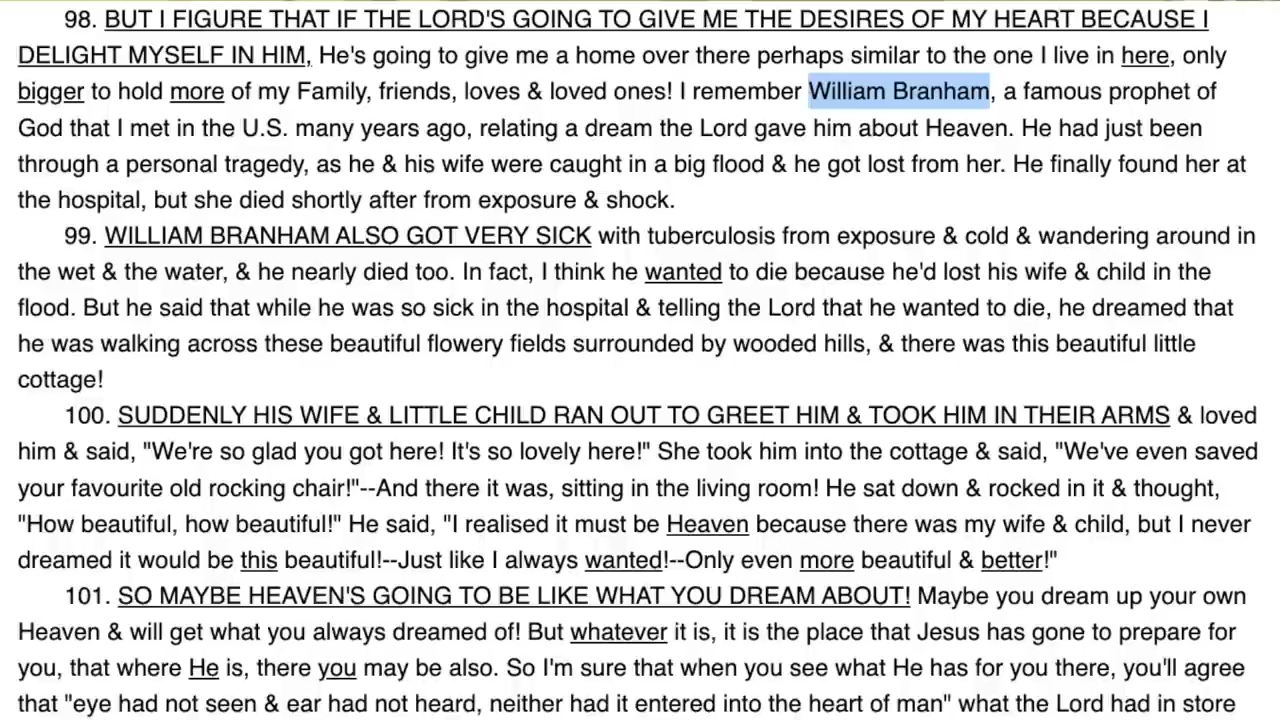 98. BUT I FIGURE THAT IF THE LORD'S GOING TO GIVE ME THE DESIRES OF MY HEART BECAUSE I
DELIGHT MYSELF IN HIM, He's going to give me a home over there perhaps similar to the one I live in here, only
bigger to hold more of my Family, friends, loves & loved ones! I remember William Branham, a famous prophet of
God that I met in the U.S. many years ago, relating a dream the Lord gave him about Heaven. He had just been
through a personal tragedy, as he & his wife were caught in a big flood & he got lost from her. He finally found her at
the hospital, but she died shortly after from exposure & shock.
99. WILLIAM BRANHAM ALSO GOT VERY SICK with tuberculosis from exposure & cold & wandering around in
the wet & the water, & he nearly died too. In fact, I think he wanted to die because he'd lost his wife & child in the
flood. But he said that while he was so sick in the hospital & telling the Lord that he wanted to die, he dreamed that
he was walking across these beautiful flowery fields surrounded by wooded hills, & there was this beautiful little
cottage!
100. SUDDENLY HIS WIFE & LITTLE CHILD RAN OUT TO GREET HIM & TOOK HIM IN THEIR ARMS & loved
him & said, "We're so glad you got here! It's so lovely here!" She took him into the cottage & said, "We've even saved
your favourite old rocking chair!"--And there it was, sitting in the living room! He sat down & rocked in it & thought,
"How beautiful, how beautiful!" He said, "I realised it must be Heaven because there was my wife & child, but I never
dreamed it would be this beautiful!--Just like I always wanted!--Only even more beautiful & better!"
101. SO MAYBE HEAVEN'S GOING TO BE LIKE WHAT YOU DREAM ABOUT! Maybe you dream up your own
Heaven & will get what you always dreamed of! But whatever it is, it is the place that Jesus has gone to prepare for
you, that where He is, there you may be also. So I'm sure that when you see what He has for you there, you'll agree
that "eye had not seen & ear had not heard, neither had it entered into the heart of man" what the Lord had in store